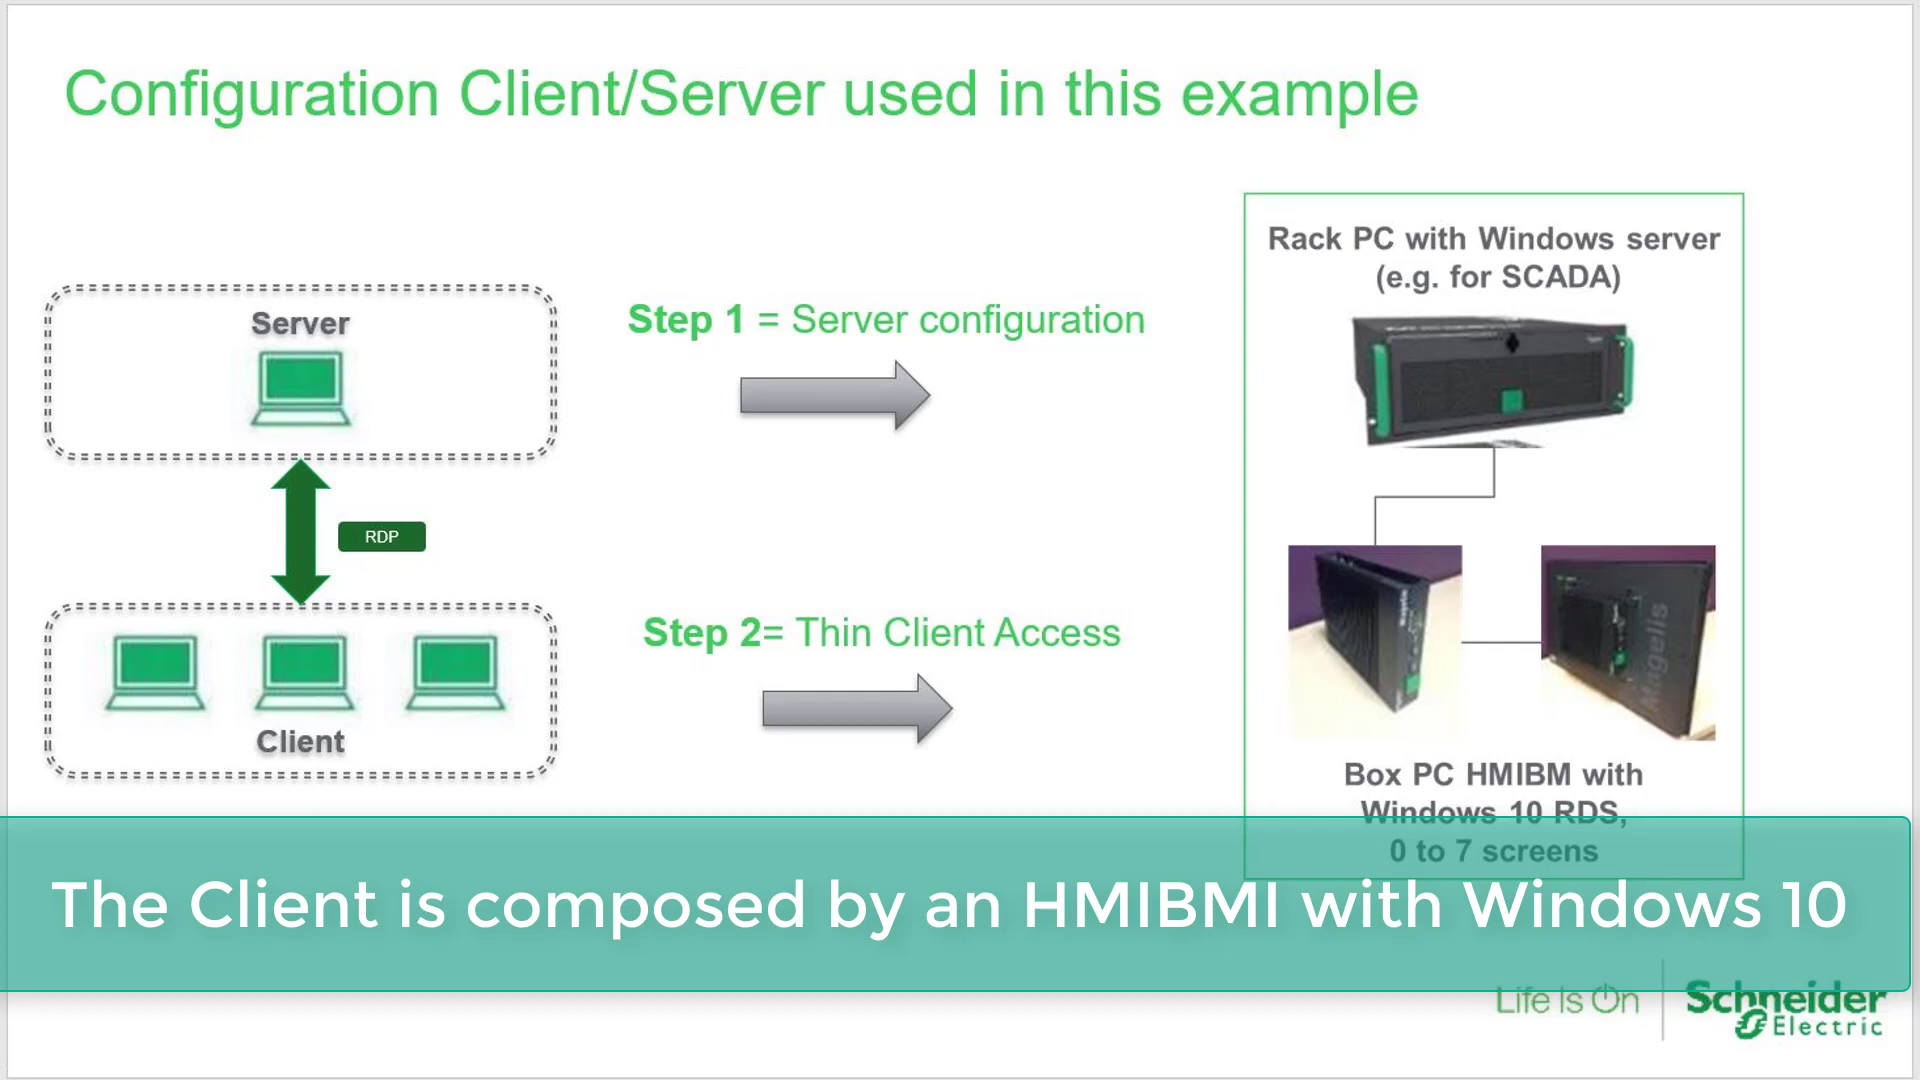 Configuration Client/Server used in this example
Server
RDP
Client
Step 1 = Server configuration
Step 2= Thin Client Access
Rack PC with Windows server
(e.g. for SCADA)
Magelis
Box PC HMIBM with
Windows 10 RDS,
0 to 7 screens
The Client is composed by an HMIBMI with Windows 10
Life Is On
Schneider
Electric